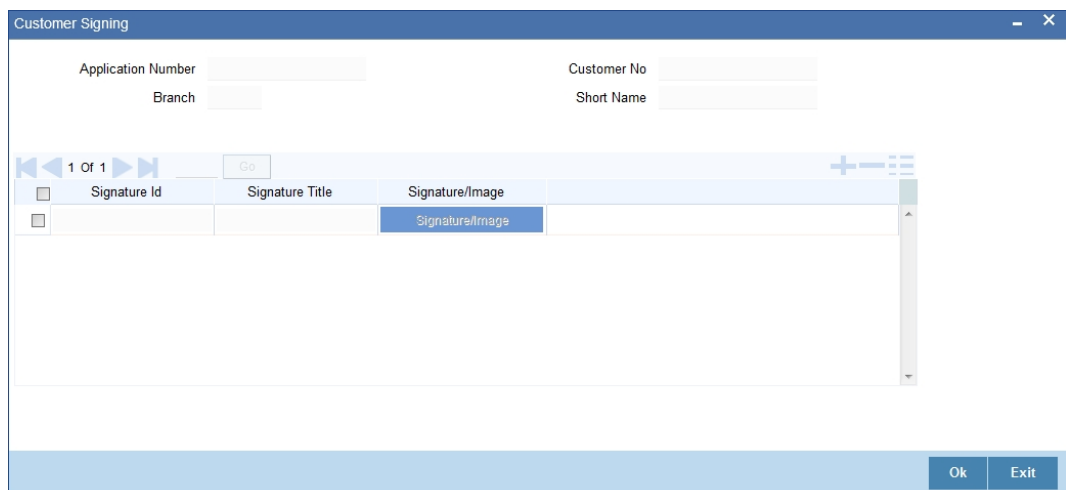 Customer Signing
Application Number Customer No
Branch Short Name
1 Of 1 Go
Signature Id Signature Title Signature/Image
Signature/Image
Ok Exit